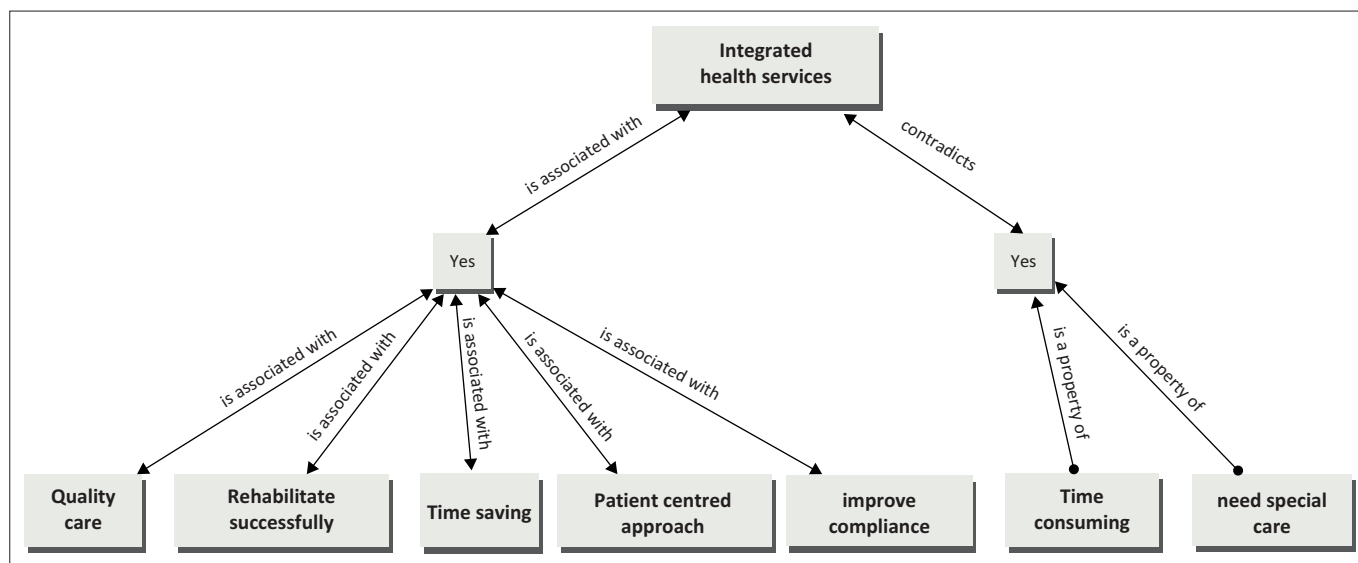 Integrated
health services
is associated with
contradicts
Yes
Yes
is associated with
is associated with
is associated with
is associated with
is associated with
is a property of
is a property of
Quality
care
Rehabilitate
successfully
Time saving
Patient centred
approach
improve
compliance
Time
consuming
need special
care